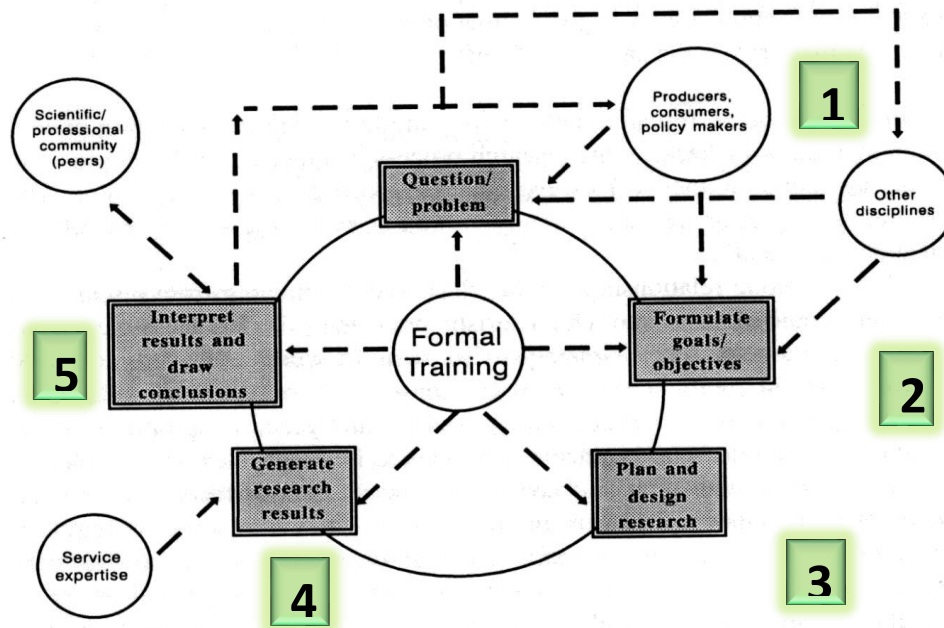 Scientific/
professional
community
(peers)
Producers,
consumers,
policy makers
1
Question/
problem
Other
disciplines
Interpret
results and
draw
conclusions
5
Formal
Training
Formulate
goals/
objectives
2
Generate
research
results
Plan and
design
research
Service
expertise
4
3